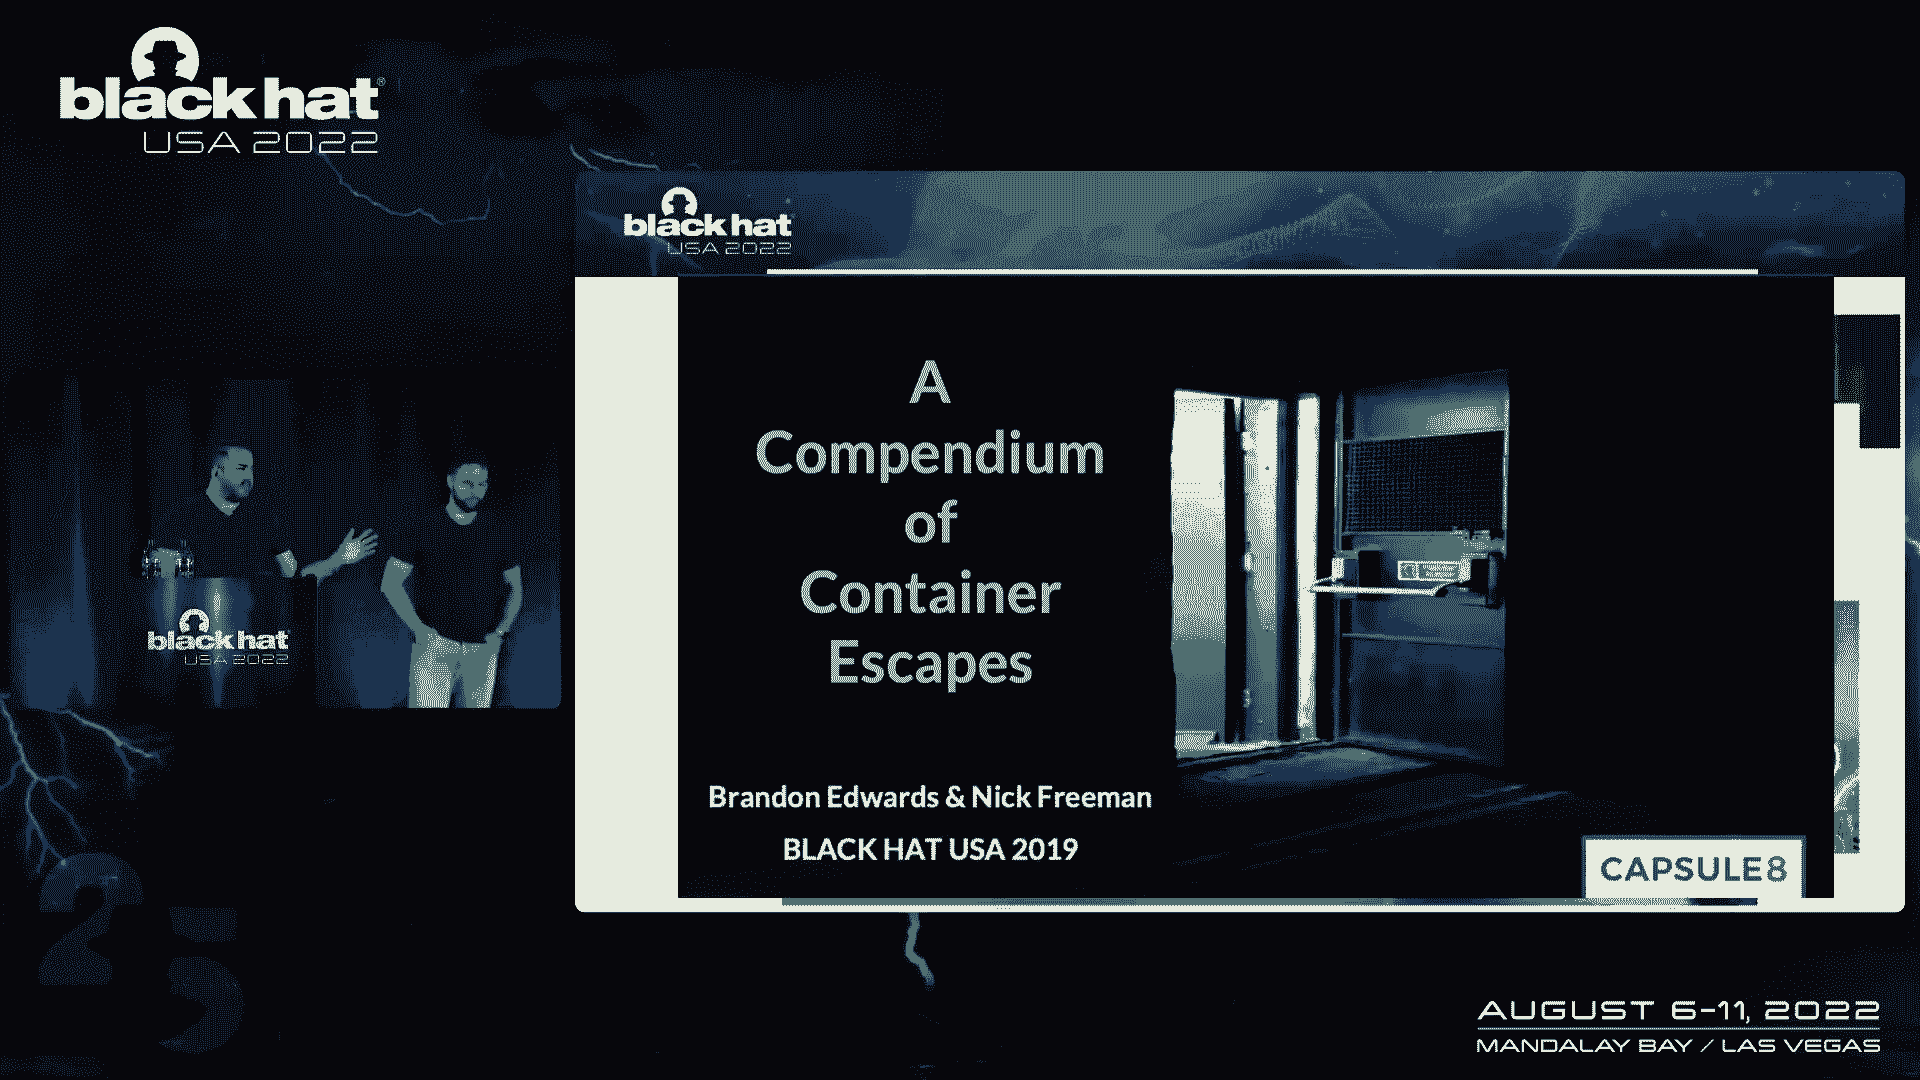 black hat®
USA 2022
black hat
USA 2022
A
Compendium
of
Container
Escapes
Brandon Edwards & Nick Freeman
BLACK HAT USA 2019
CAPSULE8
black hat
USA 2022
AUGUST 6-11, 2022
MANDALAY BAY / LAS VEGAS
25